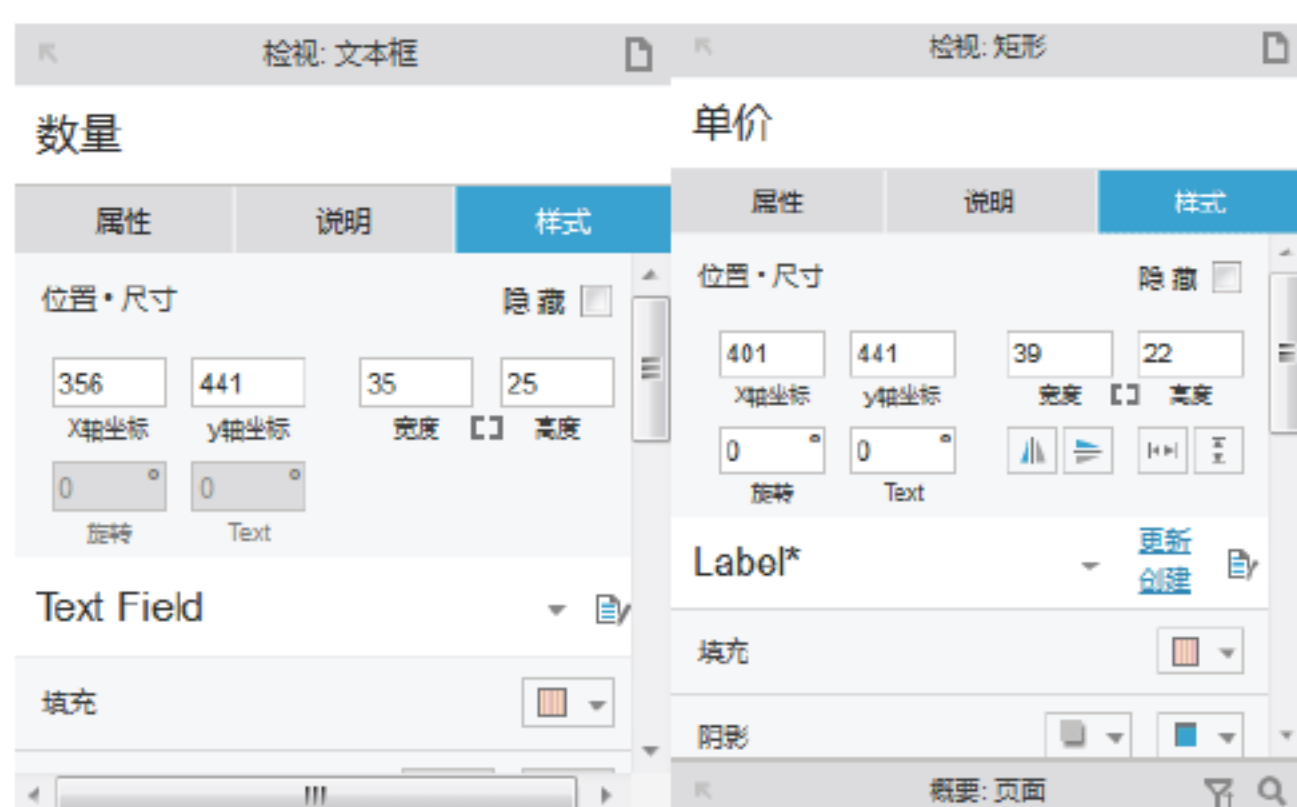 检视: 文本框
数量
属性 说明 样式
位置 • 尺寸 隐 藏
356 441 35 25
X轴坐标 y轴坐标 宽度 高度
0 ° 0 °
旋转 Text
Text Field
填充
检视: 矩形
单价
属性 说明 样式
位置 • 尺寸 隐 藏
401 441 39 22
X轴坐标 y轴坐标 宽度 高度
0 ° 0 °
旋转 Text
Label* 更新
创建
填充
阴影
概要: 页面